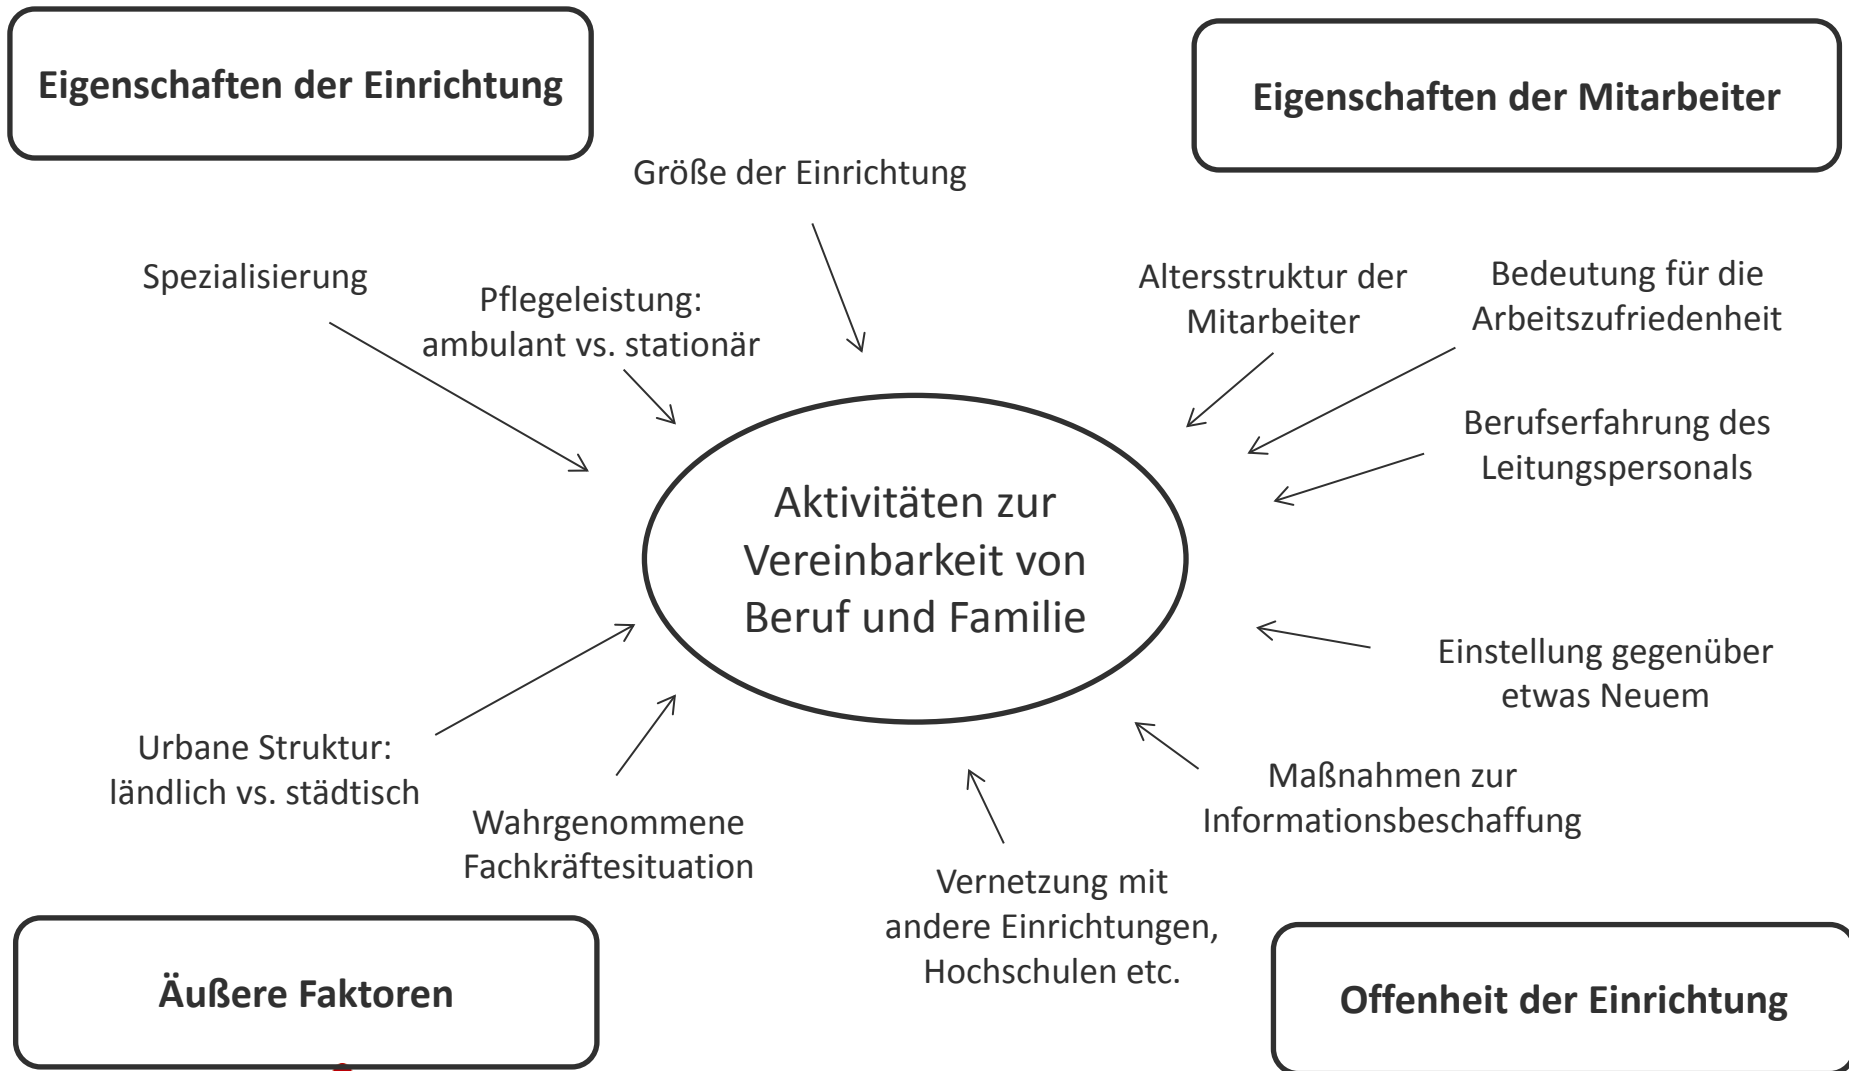 Eigenschaften der Einrichtung
Eigenschaften der Mitarbeiter
Größe der Einrichtung
Spezialisierung
Pflegeleistung:
ambulant vs. stationär
Altersstruktur der
Mitarbeiter
Bedeutung für die
Arbeitszufriedenheit
Berufserfahrung des
Leitungspersonals
Aktivitäten zur
Vereinbarkeit von
Beruf und Familie
Einstellung gegenüber
etwas Neuem
Urbane Struktur:
ländlich vs. städtisch
Wahrgenommene
Fachkräftesituation
Maßnahmen zur
Informationsbeschaffung
Vernetzung mit
andere Einrichtungen,
Hochschulen etc.
Äußere Faktoren
Offenheit der Einrichtung